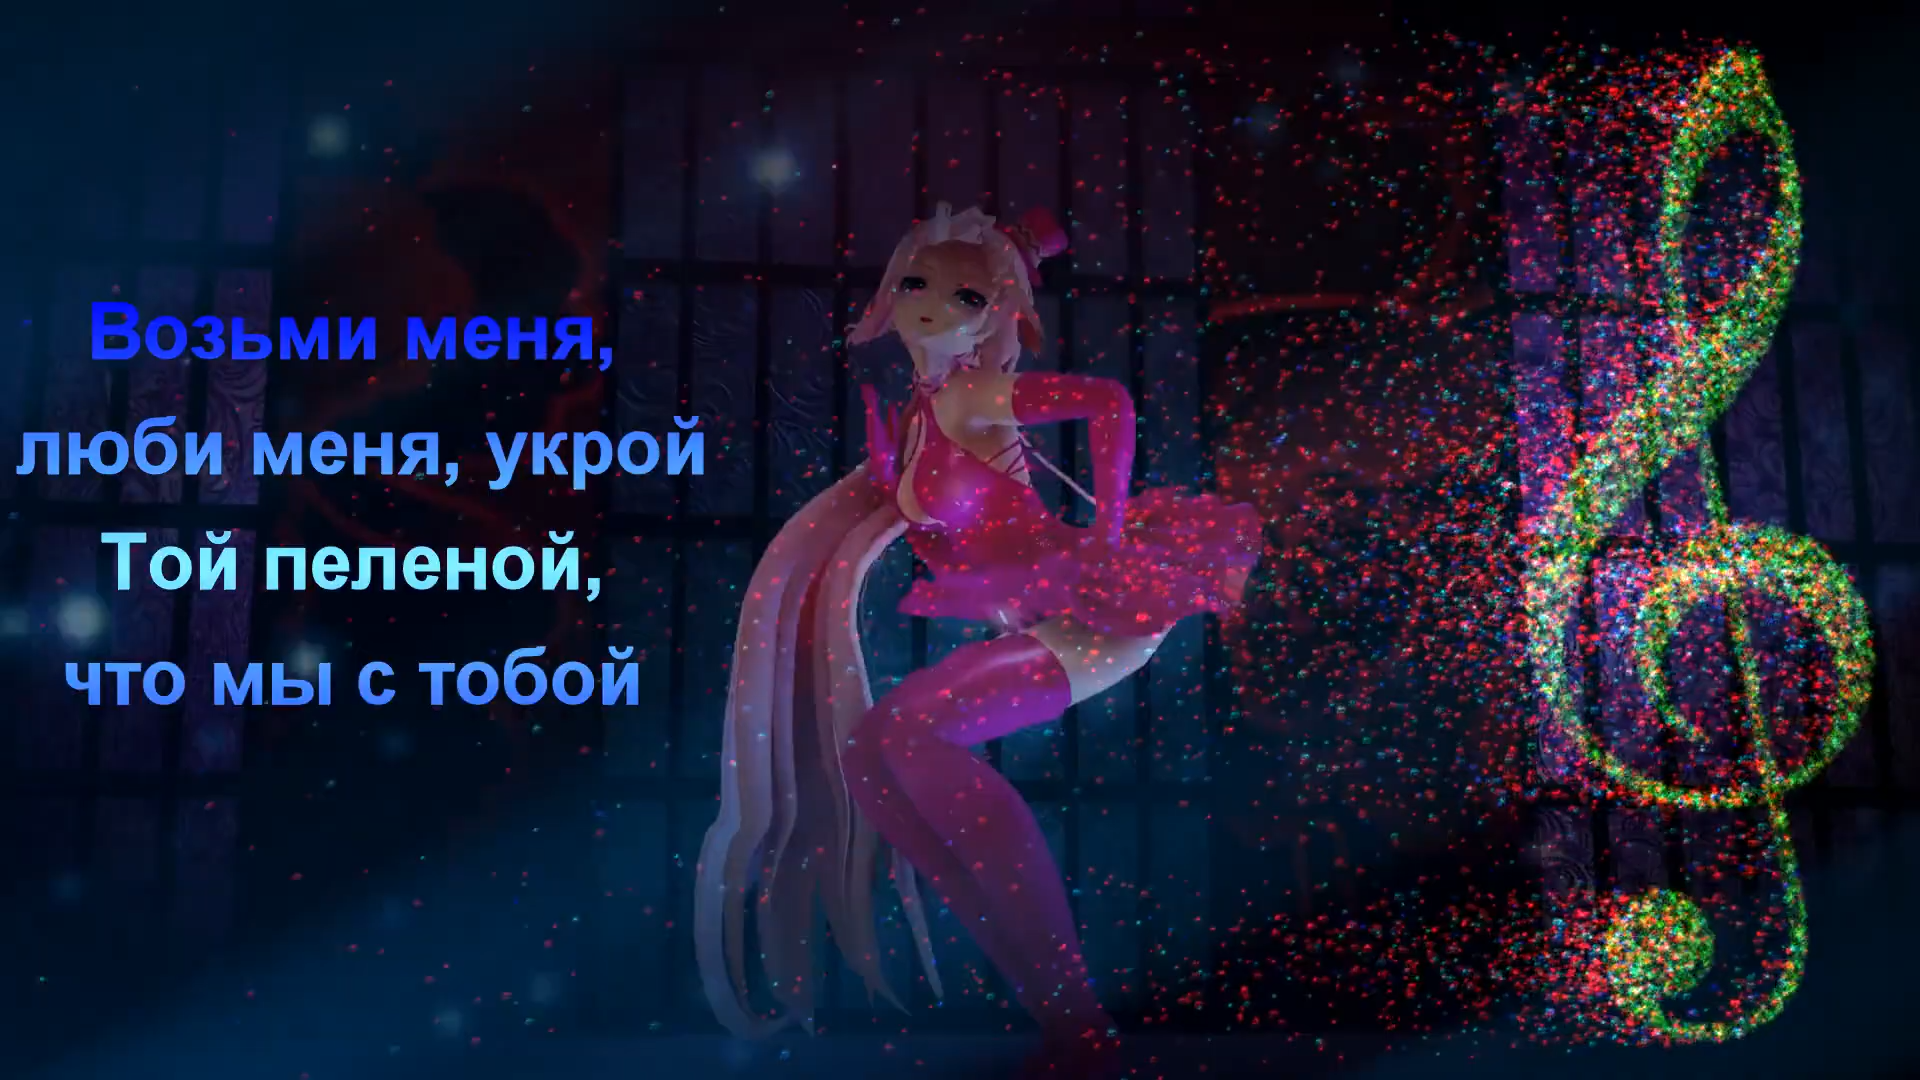 Возьми меня,
люби меня, укрой
Той пеленой,
что мы с тобой